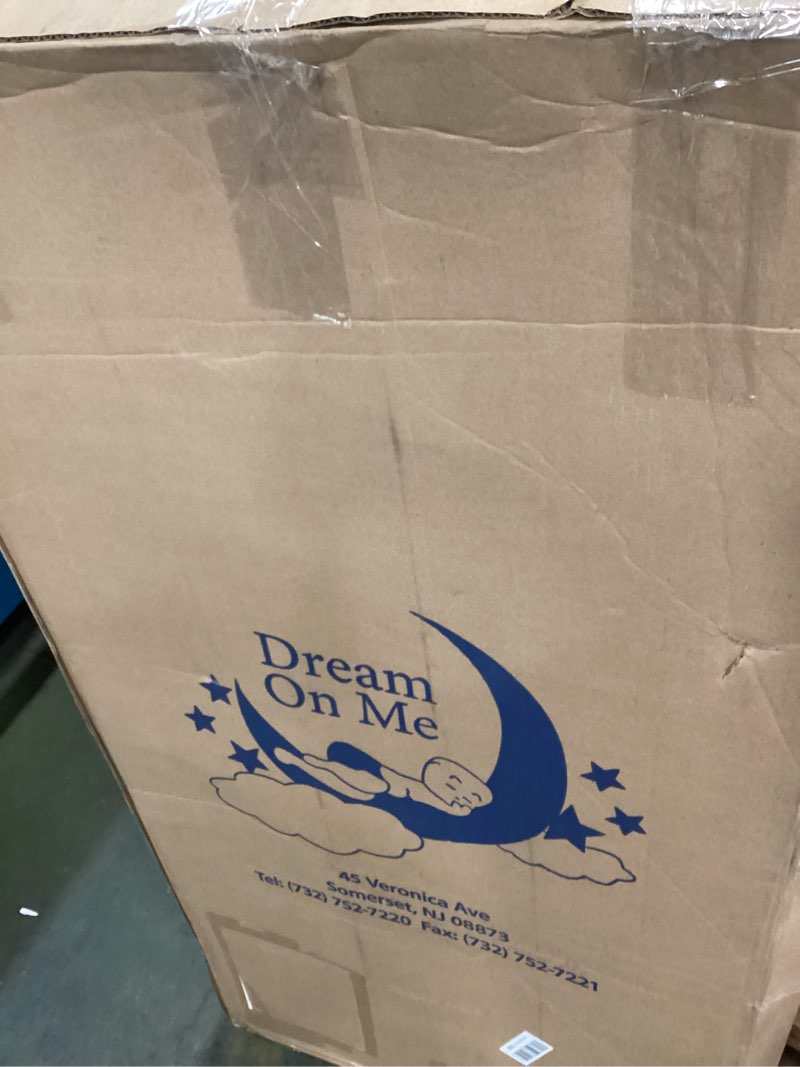 Dream
On Me
45 Veronica Ave
Somerset, NJ 08873
Tel: (732) 752-7220 Fax: (732) 752-7221